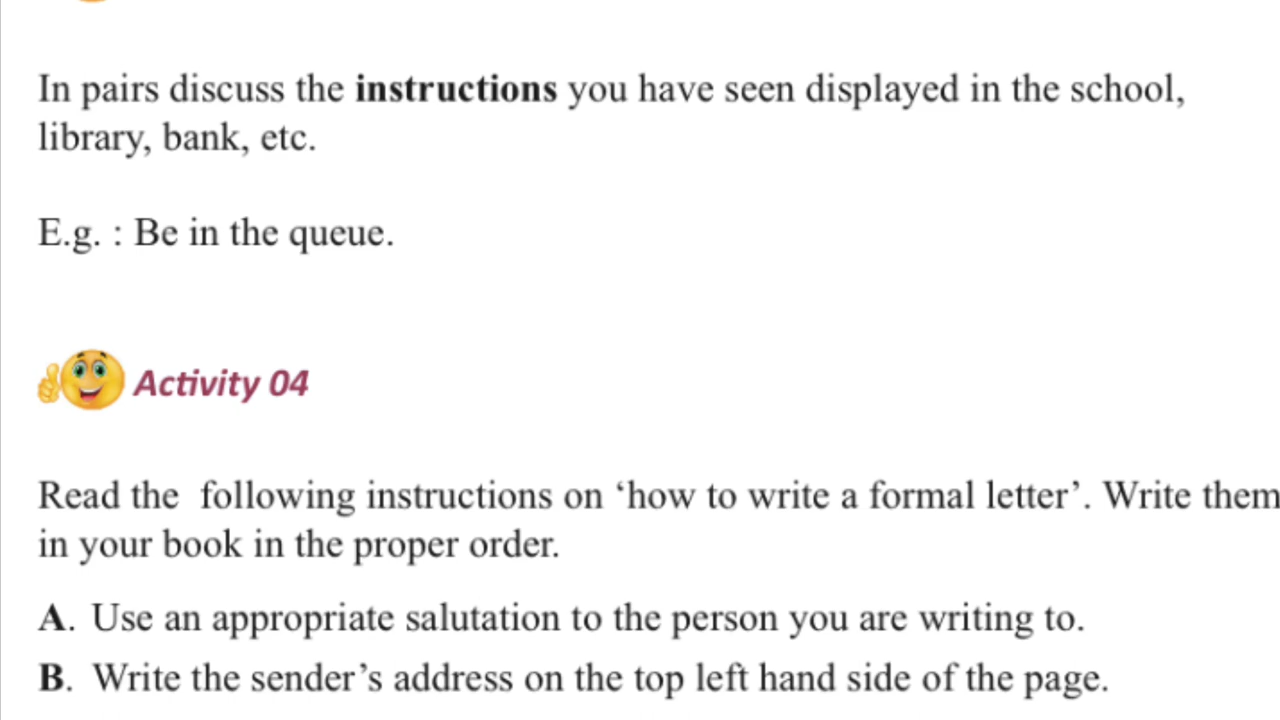 In pairs discuss the instructions you have seen displayed in the school,
library, bank, etc.
E.g. : Be in the queue.
Activity 04
Read the  following instructions on ‘how to write a formal letter’. Write them
in your book in the proper order.
A. Use an appropriate salutation to the person you are writing to.
B. Write the sender’s address on the top left hand side of the page.